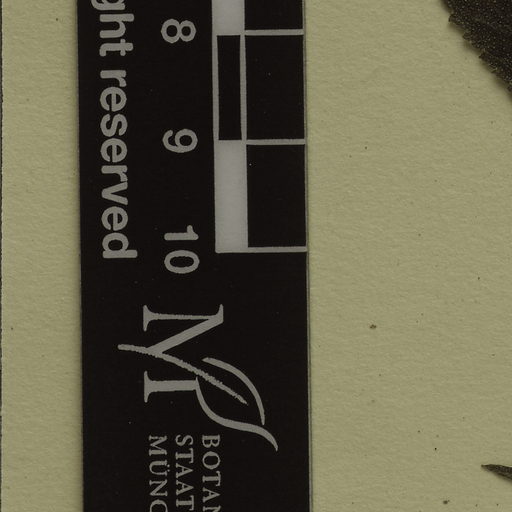 ght reserved
8
9
10
M
BOTAN
STAAT
MÜNC